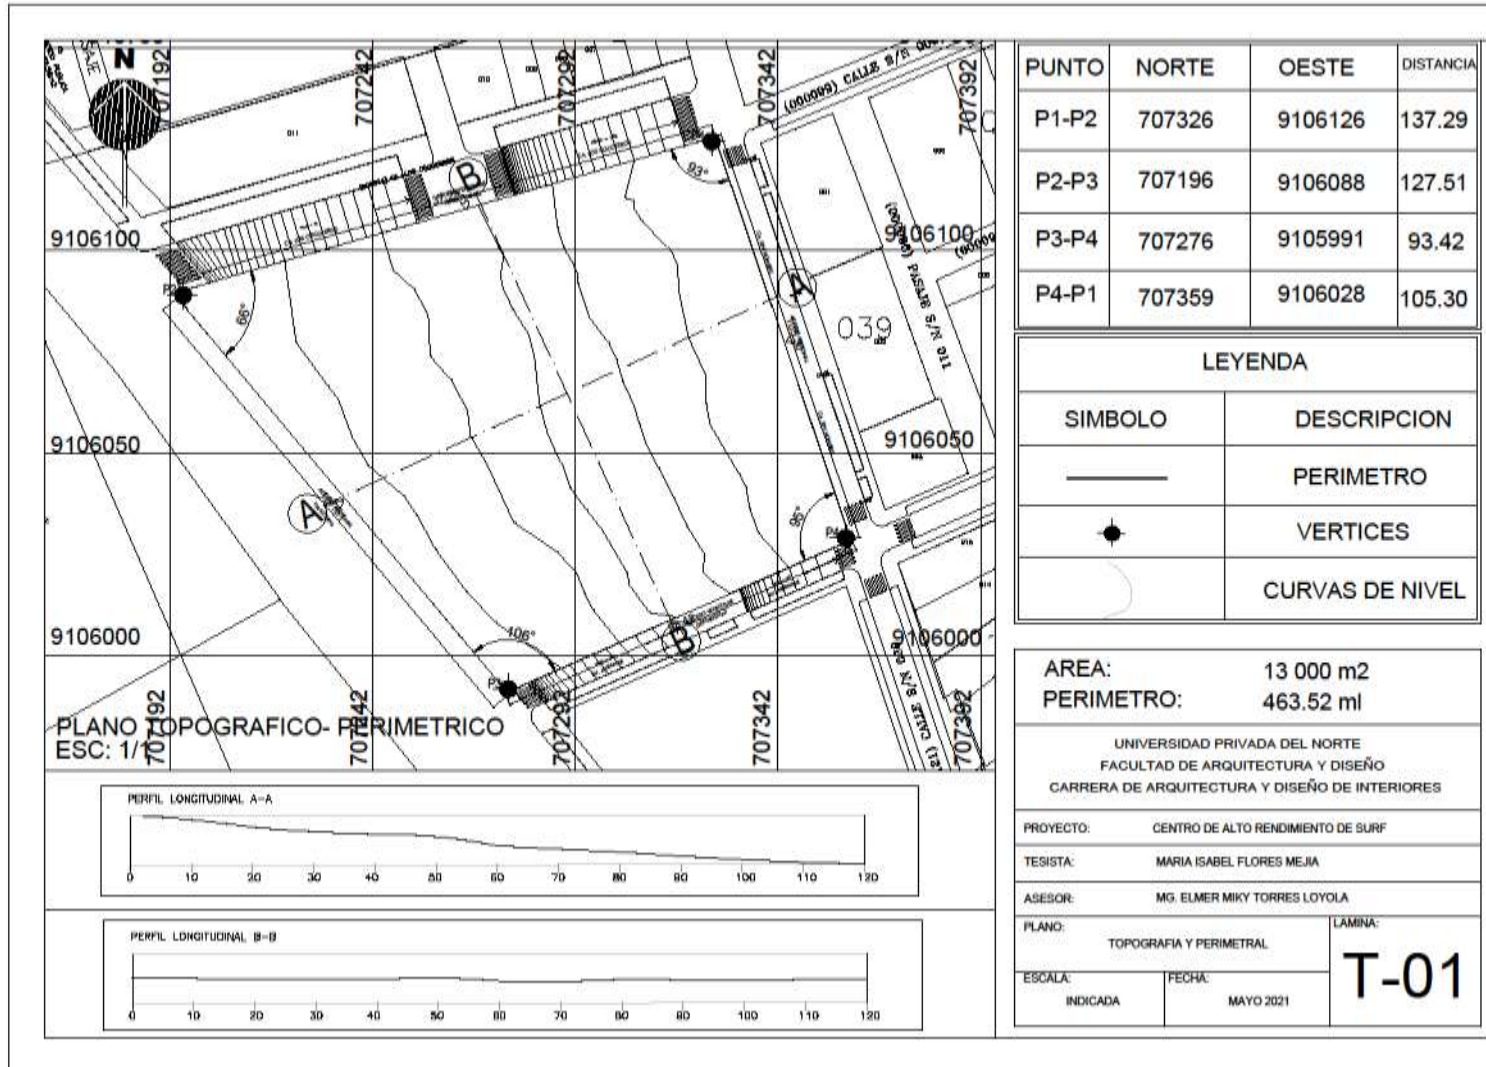 N
707192
707242
707292
707342
707392
(600000) CALLE S/N
B
93°
9106100
9106100
P2
66°
A
039
(000086) PASAJE S/N 011
9106050
9106050
A
96°
P4
9106000
106°
B
9106000
P3
707192
707242
707292
707342
707392
PLANO TOPOGRAFICO- PERIMETRICO
ESC: 1/1
PERFIL LONGITUDINAL A-A
0 10 20 30 40 50 60 70 80 90 100 110 120
PERFIL LONGITUDINAL B-B
0 10 20 30 40 50 60 70 80 90 100 110 120
PUNTO NORTE OESTE DISTANCIA
P1-P2 707326 9106126 137.29
P2-P3 707196 9106088 127.51
P3-P4 707276 9105991 93.42
P4-P1 707359 9106028 105.30
LEYENDA
SIMBOLO DESCRIPCION
PERIMETRO
VERTICES
CURVAS DE NIVEL
AREA: 13 000 m2
PERIMETRO: 463.52 ml
UNIVERSIDAD PRIVADA DEL NORTE
FACULTAD DE ARQUITECTURA Y DISEÑO
CARRERA DE ARQUITECTURA Y DISEÑO DE INTERIORES
PROYECTO: CENTRO DE ALTO RENDIMIENTO DE SURF
TESISTA: MARIA ISABEL FLORES MEJIA
ASESOR: MG. ELMER MIKY TORRES LOYOLA
PLANO: TOPOGRAFIA Y PERIMETRAL
LAMINA: T-01
ESCALA: INDICADA
FECHA: MAYO 2021